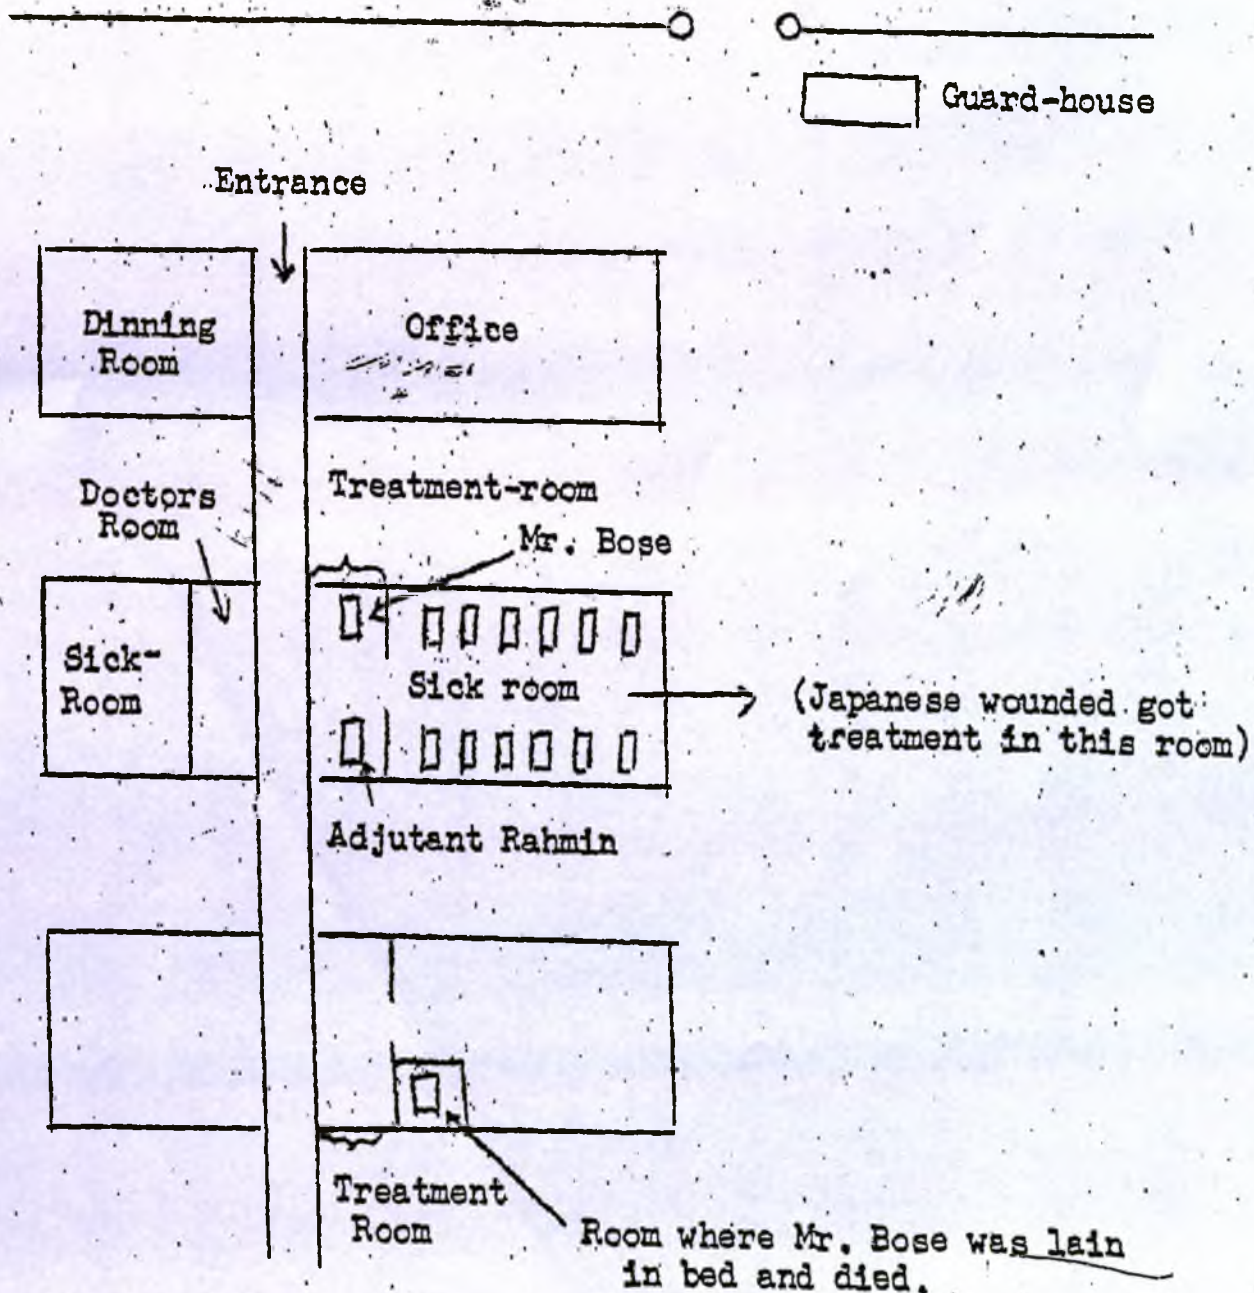 Guard-house
Entrance
Dinning
Room
Office
Doctors
Room
Treatment-room
Mr. Bose
Sick-
Room
Sick room
(Japanese wounded got
treatment in this room)
Adjutant Rahmin
Treatment
Room
Room where Mr. Bose was lain
in bed and died.